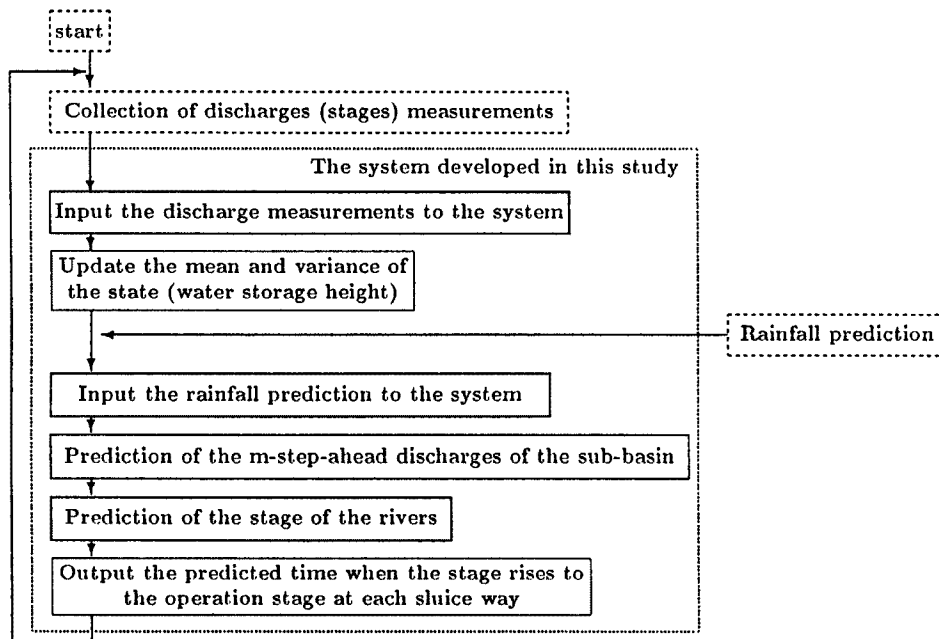 start
Collection of discharges (stages) measurements
The system developed in this study
Input the discharge measurements to the system
Update the mean and variance of
the state (water storage height)
Rainfall prediction
Input the rainfall prediction to the system
Prediction of the m-step-ahead discharges of the sub-basin
Prediction of the stage of the rivers
Output the predicted time when the stage rises to
the operation stage at each sluice way